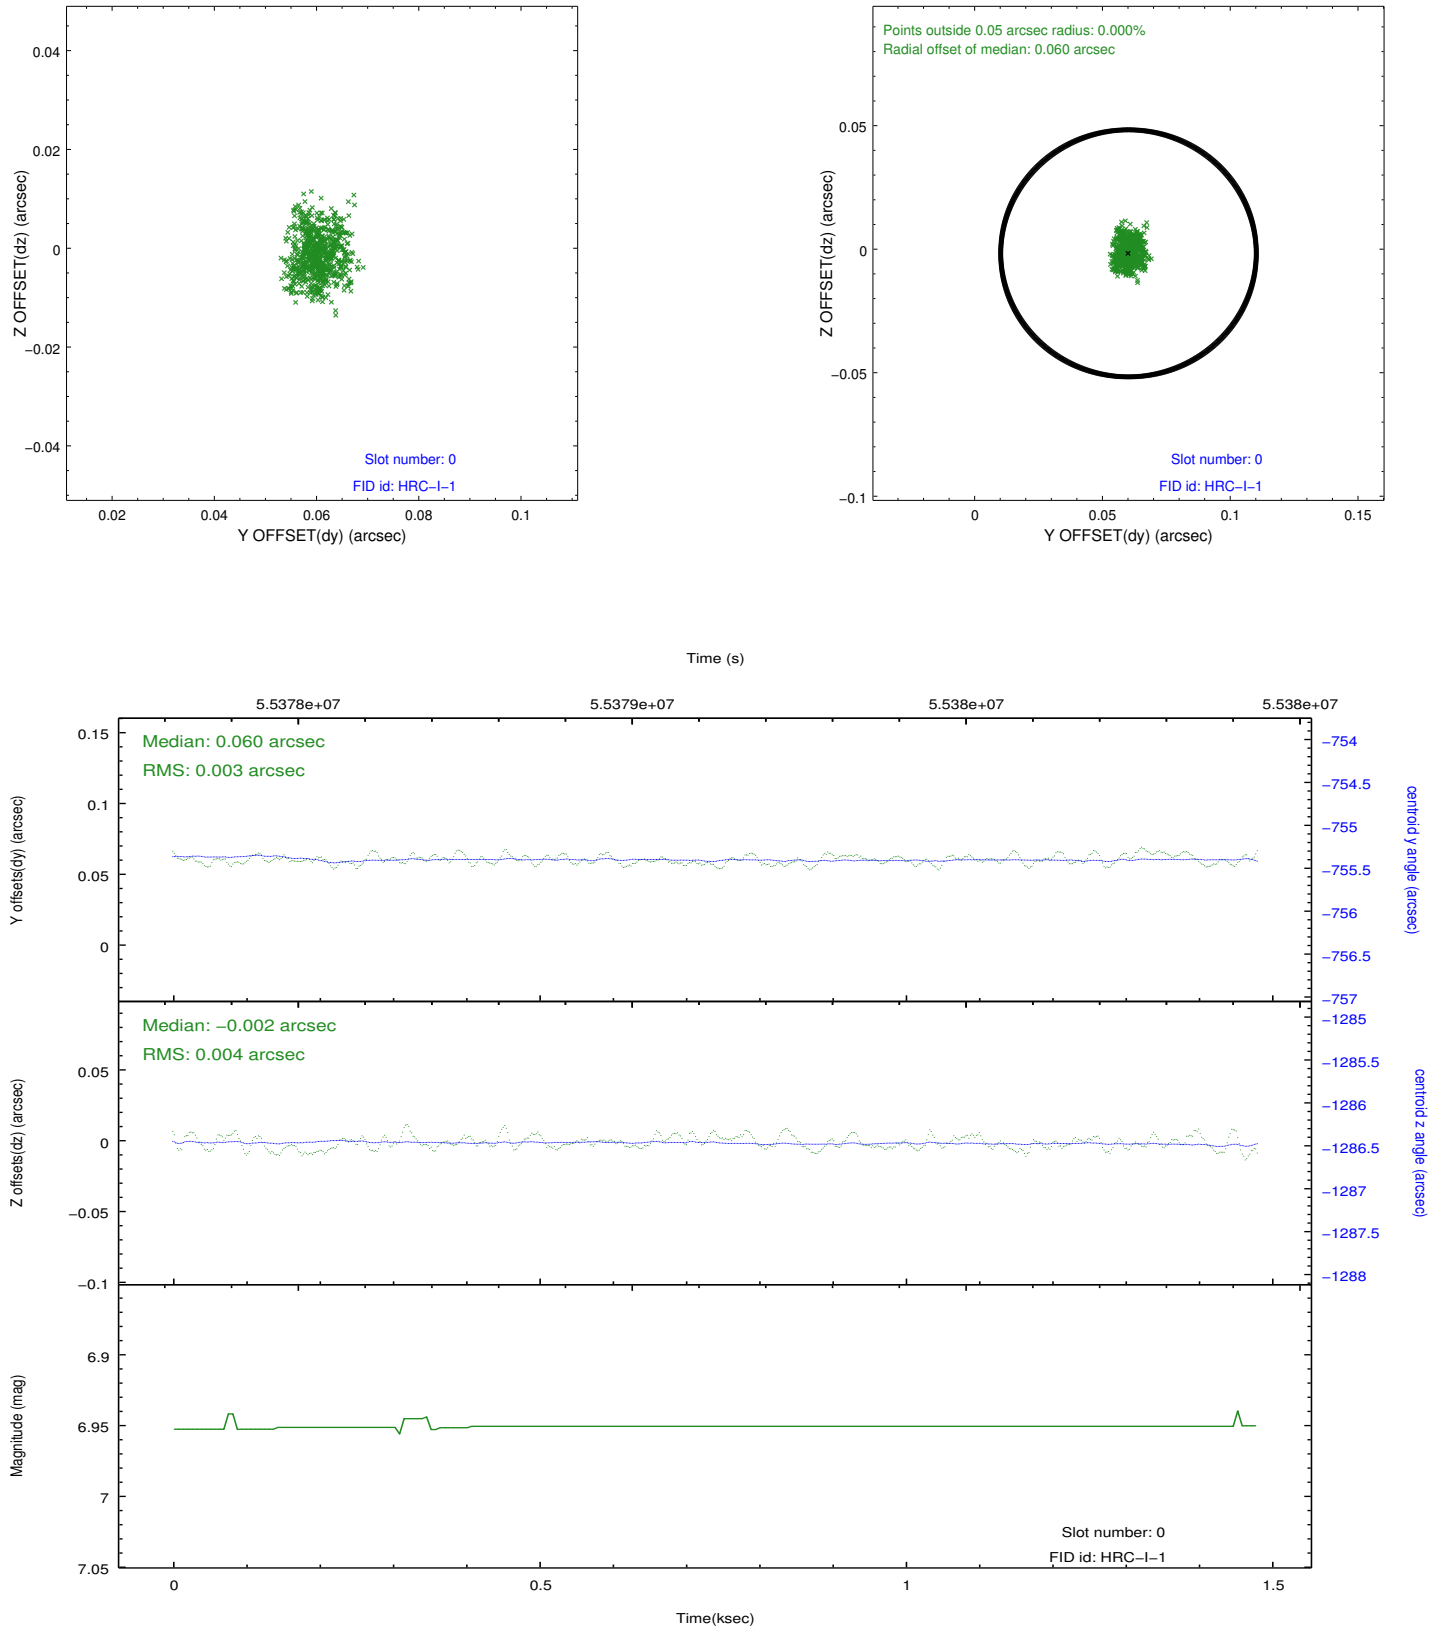 0.04
0.02
0
−0.02
−0.04
Z OFFSET(dz) (arcsec)
Slot number: 0
FID id: HRC−I−1
0.02 0.04 0.06 0.08 0.1
Y OFFSET(dy) (arcsec)
Points outside 0.05 arcsec radius: 0.000%
Radial offset of median: 0.060 arcsec
0.05
0
−0.05
−0.1
Z OFFSET(dz) (arcsec)
Slot number: 0
FID id: HRC−I−1
0 0.05 0.1 0.15
Y OFFSET(dy) (arcsec)
Time (s)
5.5378e+07 5.5379e+07 5.538e+07 5.538e+07
Median: 0.060 arcsec
RMS: 0.003 arcsec
0.15
0.1
0.05
0
Y offsets(dy) (arcsec)
−754
−754.5
−755
−755.5
−756
−756.5
−757
centroid y angle (arcsec)
Median: −0.002 arcsec
RMS: 0.004 arcsec
0.05
0
−0.05
−0.1
Z offsets(dz) (arcsec)
−1285
−1285.5
−1286
−1286.5
−1287
−1287.5
−1288
centroid z angle (arcsec)
6.9
6.95
7
7.05
Magnitude (mag)
Slot number: 0
FID id: HRC−I−1
0 0.5 1 1.5
Time(ksec)